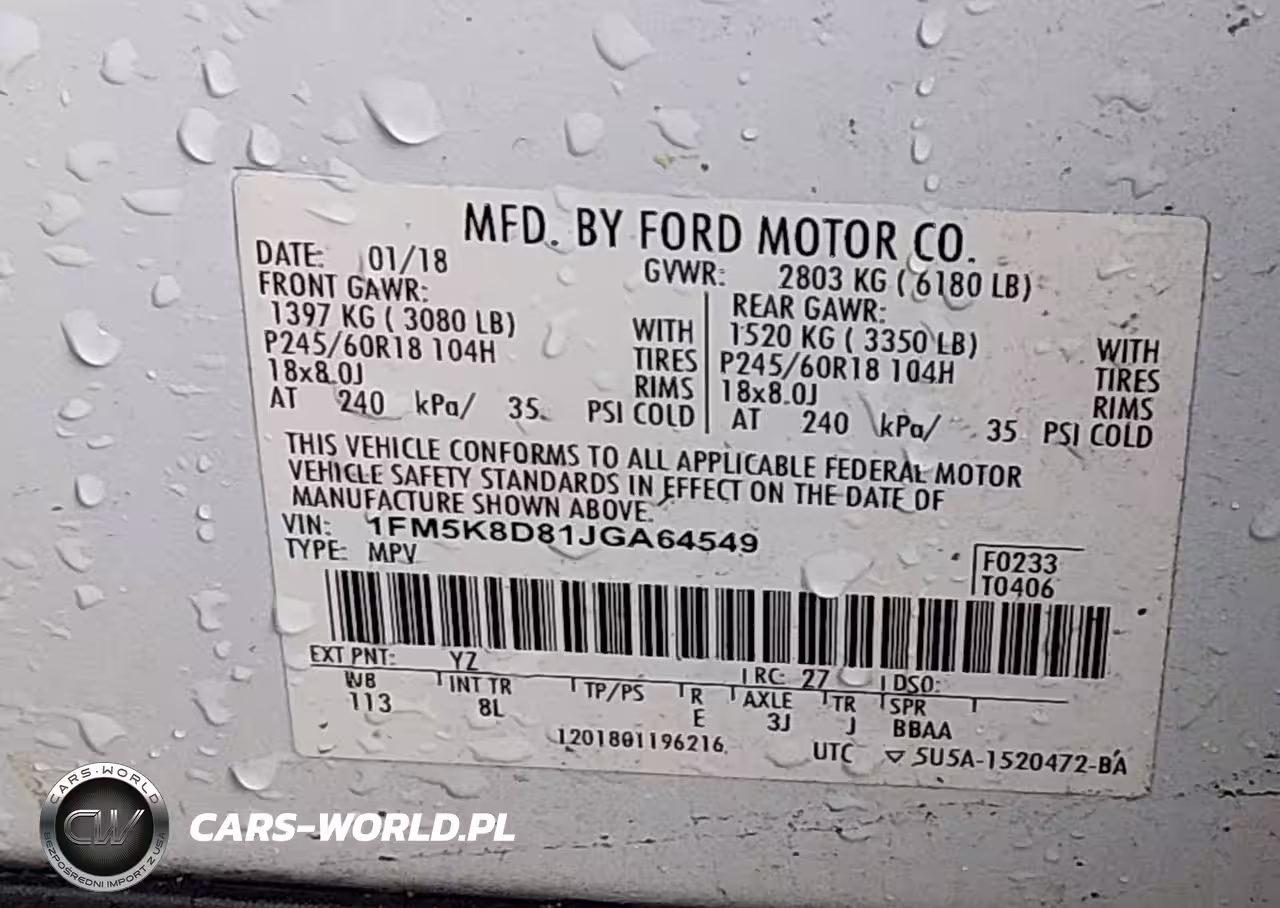 MFD. BY FORD MOTOR CO.
DATE: 01/18 GVWR: 2803 KG ( 6180 LB)
FRONT GAWR: REAR GAWR:
1397 KG ( 3080 LB) WITH 1520 KG ( 3350 LB) WITH
P245/60R18 104H TIRES P245/60R18 104H TIRES
18x8.0J RIMS 18x8.0J RIMS
AT 240 kPa/ 35 PSI COLD AT 240 kPa/ 35 PSI COLD
THIS VEHICLE CONFORMS TO ALL APPLICABLE FEDERAL MOTOR
VEHICLE SAFETY STANDARDS IN EFFECT ON THE DATE OF
MANUFACTURE SHOWN ABOVE.
VIN: 1FM5K8D81JGA64549
TYPE: MPV
F0233
T0406
EXT PNT: YZ RC: 27 DSO:
WB INT TR TP/PS R AXLE TR SPR
113 8L E 3J J BBAA
1201801196216 UTC ▽ 5U5A-1520472-BA
CARS-WORLD
CW
BEZPOŚREDNI IMPORT Z USA
CARS-WORLD.PL